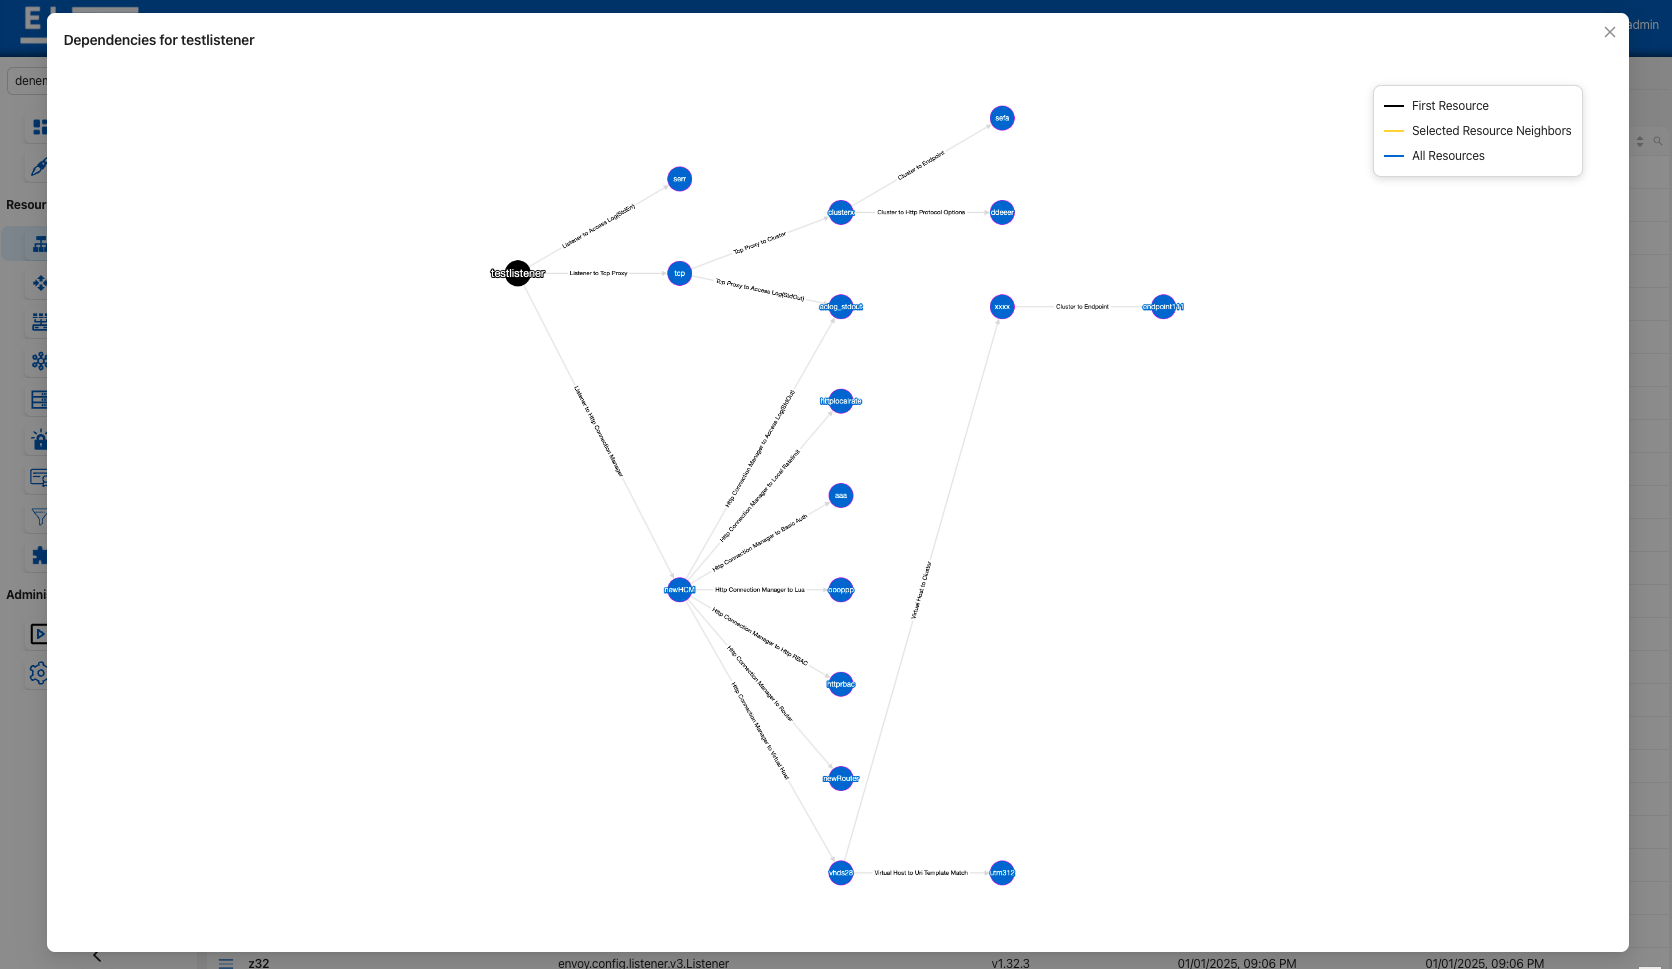 Dependencies for testlistener
admin
First Resource
Selected Resource Neighbors
All Resources
sefa
Cluster to Endpoint
serr
Listener to Access Log(StdErr)
clusterx
Cluster to Http Protocol Options
ddeeer
Tcp Proxy to Cluster
testlistener
Listener to Tcp Proxy
tcp
Tcp Proxy to Access Log(StdOut)
aclog_stdout
xxxx
Cluster to Endpoint
endpoint111
Listener to Http Connection Manager
Http Connection Manager to Access Log(StdOut)
httplocalrate
Http Connection Manager to Local Ratelimit
aaa
Http Connection Manager to Basic Auth
newHCM
Http Connection Manager to Lua
oooppp
Virtual Host to Cluster
Http Connection Manager to Http RBAC
httprbac
Http Connection Manager to Router
newRouter
Http Connection Manager to Virtual Host
vhds28
Virtual Host to Uri Template Match
utm312
Resour
Admini
z32
envoy.config.listener.v3.Listener
v1.32.3
01/01/2025, 09:06 PM
01/01/2025, 09:06 PM